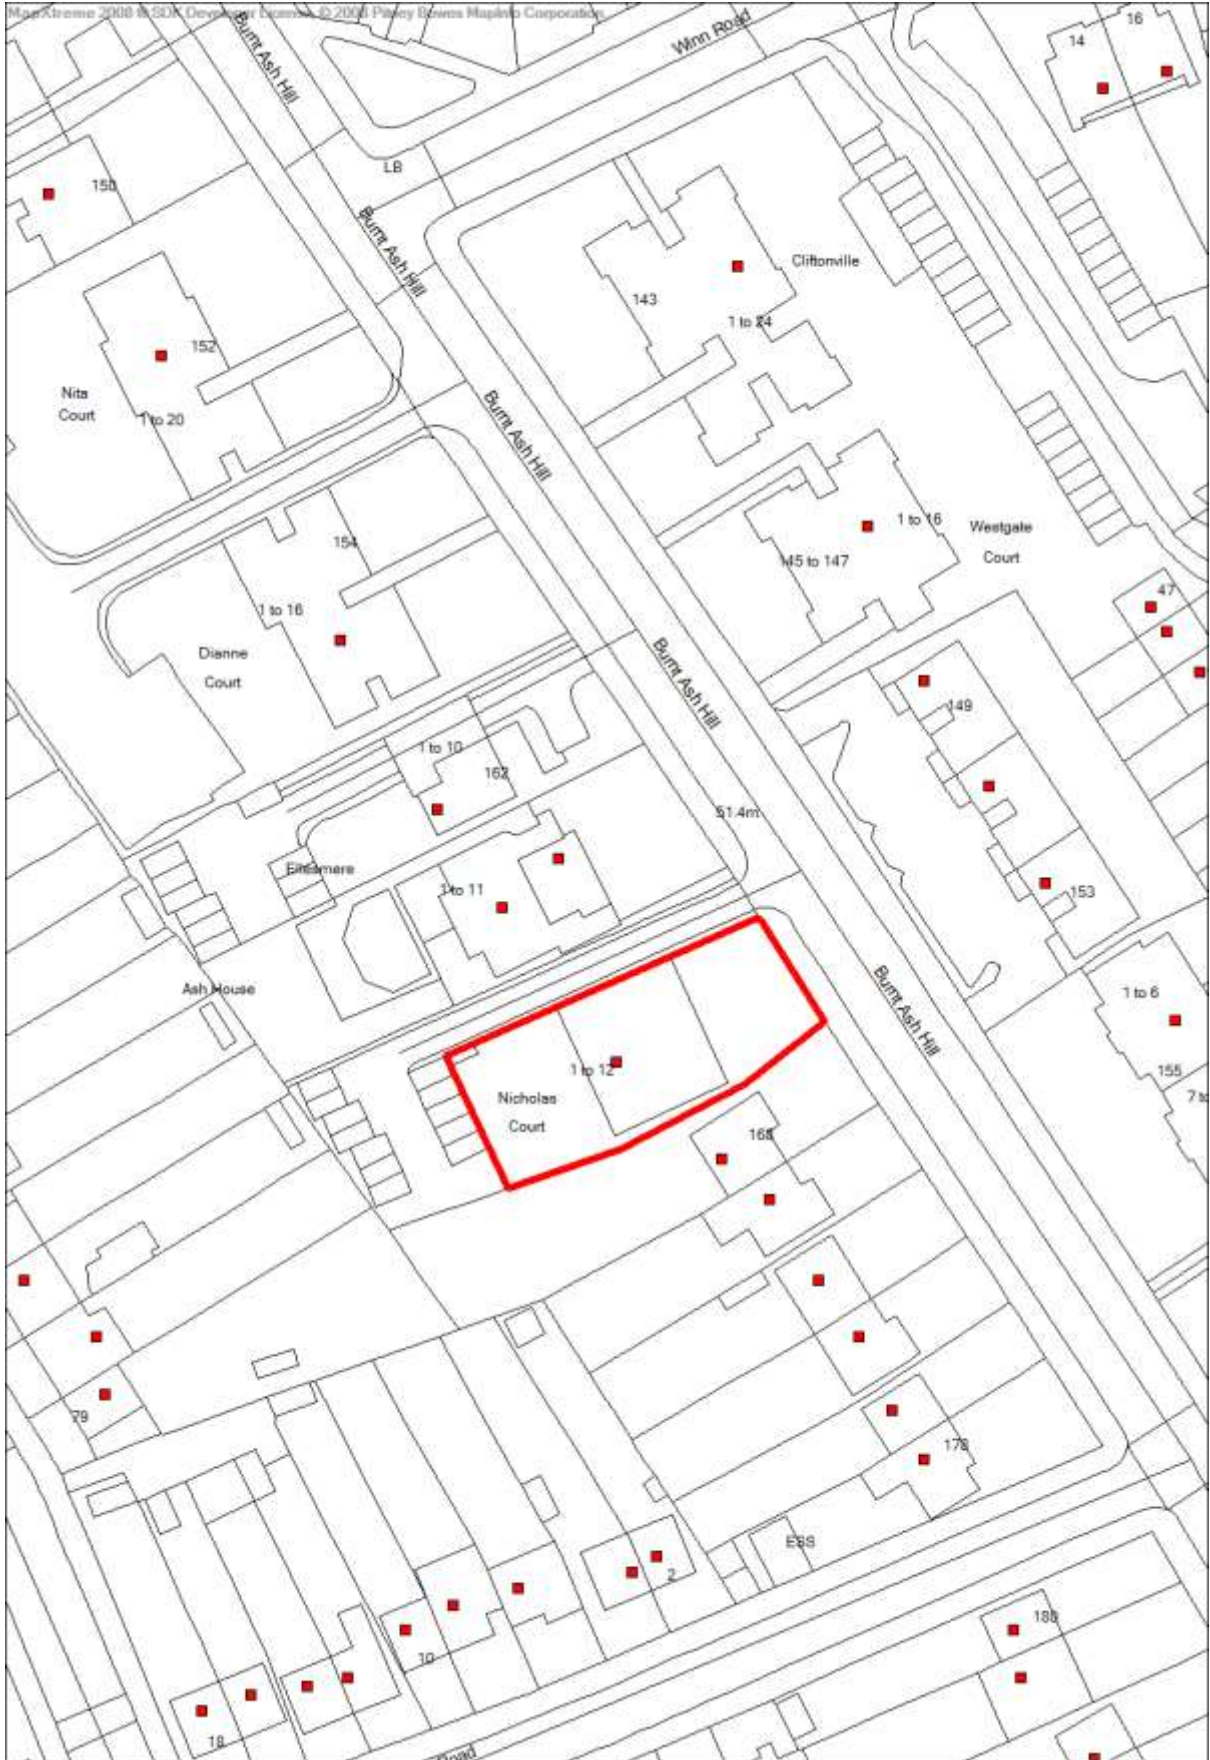 MapXtreme 2008 ® SDK Developer License. © 2008 Pitney Bowes MapInfo Corporation.
16
14
Winn Road
Burnt Ash Hill
LB
150
Burnt Ash Hill
Cliftonville
143
1 to 24
152
Nita
Court
1 to 20
Burnt Ash Hill
154
1 to 16
Westgate
Court
145 to 147
47
1 to 16
Dianne
Court
Burnt Ash Hill
149
1 to 10
162
51.4m
Ellesmere
1 to 11
153
Ash House
Burnt Ash Hill
1 to 6
155
7 to
1 to 12
Nicholas
Court
168
79
178
ESS
2
10
180
18
Road